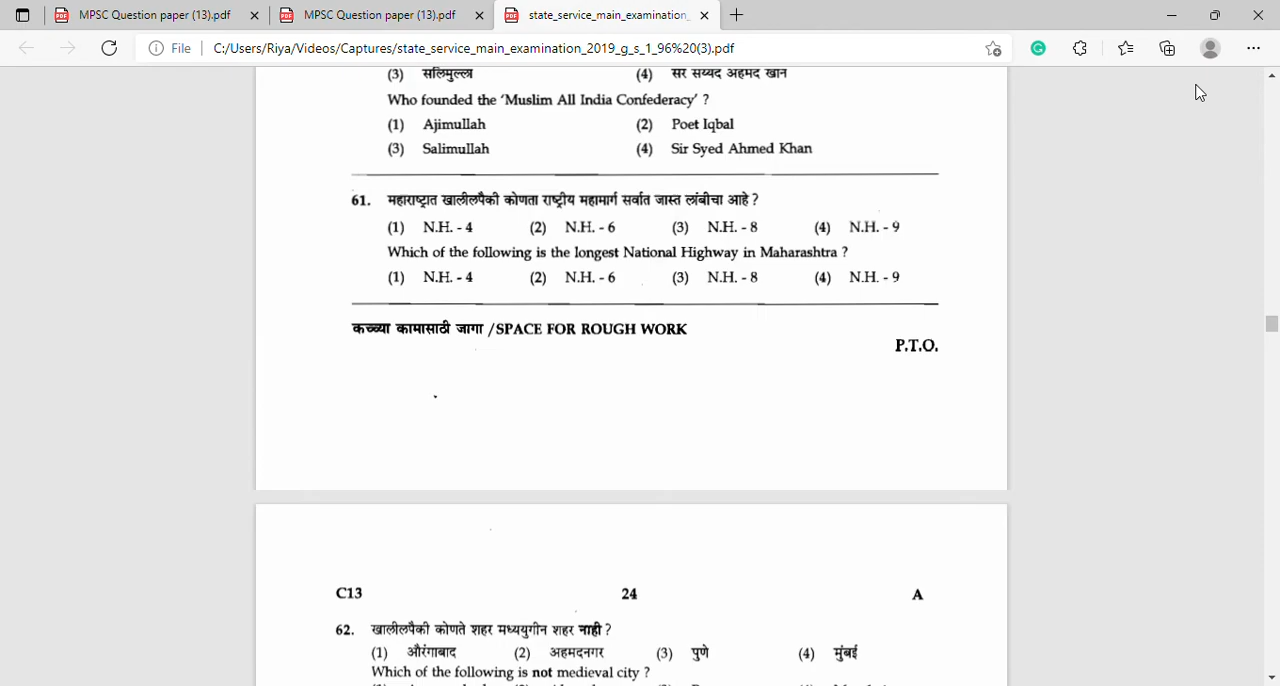 MPSC Question paper (13).pdf
MPSC Question paper (13).pdf
state_service_main_examination_
File
C:/Users/Riya/Videos/Captures/state_service_main_examination_2019_g_s_1_96%20(3).pdf
(3) सलिमुल्ला (4) सर सय्यद अहमद खान
Who founded the ‘Muslim All India Confederacy’ ?
(1) Ajimullah (2) Poet Iqbal
(3) Salimullah (4) Sir Syed Ahmed Khan
61. महाराष्ट्रात खालीलपैकी कोणता राष्ट्रीय महामार्ग सर्वात जास्त लांबीचा आहे ?
(1) N.H. - 4 (2) N.H. - 6 (3) N.H. - 8 (4) N.H. - 9
Which of the following is the longest National Highway in Maharashtra ?
(1) N.H. - 4 (2) N.H. - 6 (3) N.H. - 8 (4) N.H. - 9
कच्च्या कामासाठी जागा /SPACE FOR ROUGH WORK
P.T.O.
C13 24 A
62. खालीलपैकी कोणते शहर मध्ययुगीन शहर नाही ?
(1) औरंगाबाद (2) अहमदनगर (3) पुणे (4) मुंबई
Which of the following is not medieval city ?